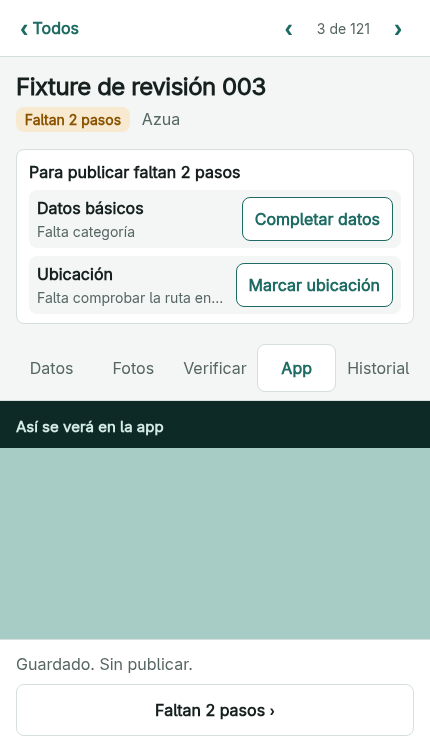 ‹ Todos
‹ 3 de 121 ›
Fixture de revisión 003
Faltan 2 pasos Azua
Para publicar faltan 2 pasos
Datos básicos
Falta categoría
Completar datos
Ubicación
Falta comprobar la ruta en...
Marcar ubicación
Datos Fotos Verificar App Historial
Así se verá en la app
Guardado. Sin publicar.
Faltan 2 pasos ›